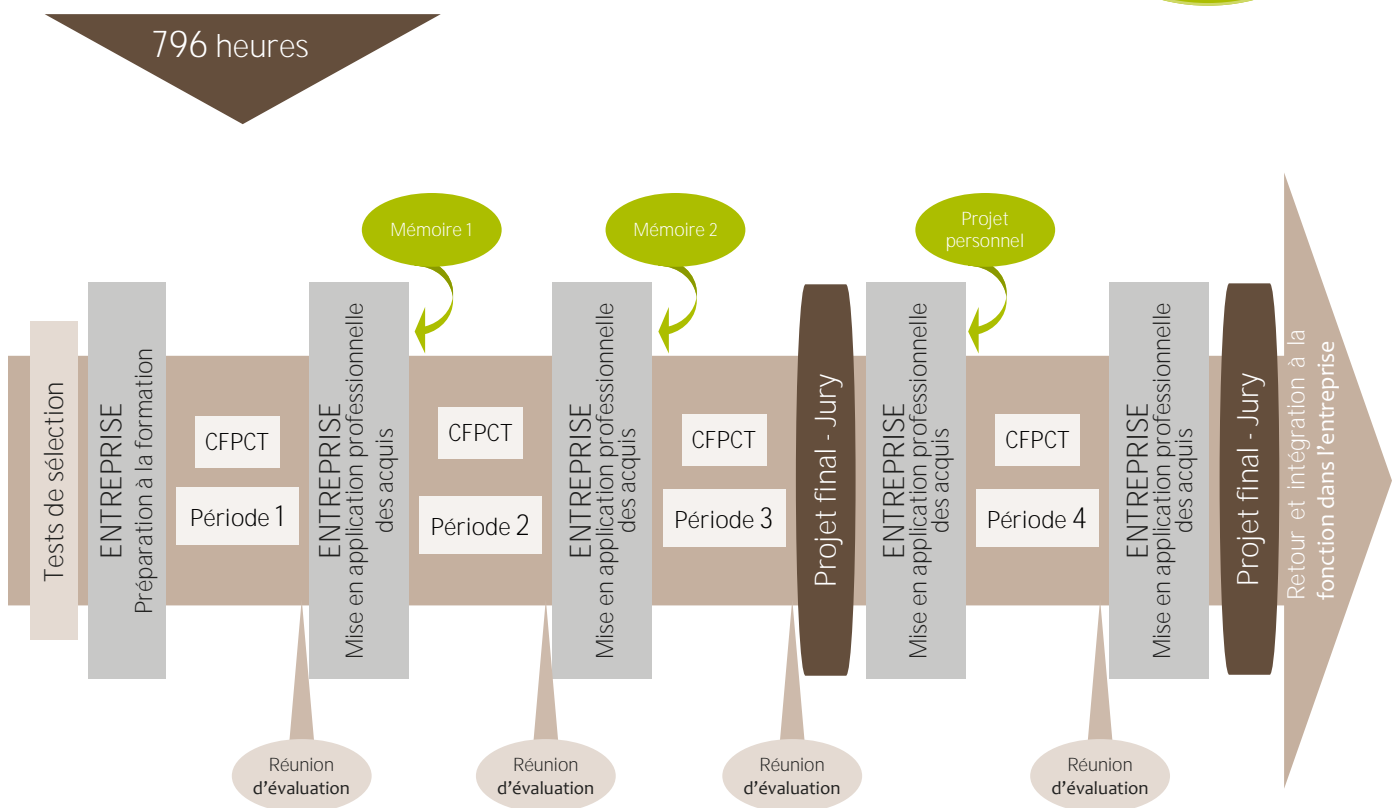 796 heures
Mémoire 1
Mémoire 2
Projet
personnel
Tests de sélection
ENTREPRISE
Préparation à la formation
CFPCT
Période 1
ENTREPRISE
Mise en application professionnelle
des acquis
CFPCT
Période 2
ENTREPRISE
Mise en application professionnelle
des acquis
CFPCT
Période 3
Projet final - Jury
ENTREPRISE
Mise en application professionnelle
des acquis
CFPCT
Période 4
ENTREPRISE
Mise en application professionnelle
des acquis
Projet final - Jury
Retour et intégration à la
fonction dans l'entreprise
Réunion
d'évaluation
Réunion
d'évaluation
Réunion
d'évaluation
Réunion
d'évaluation